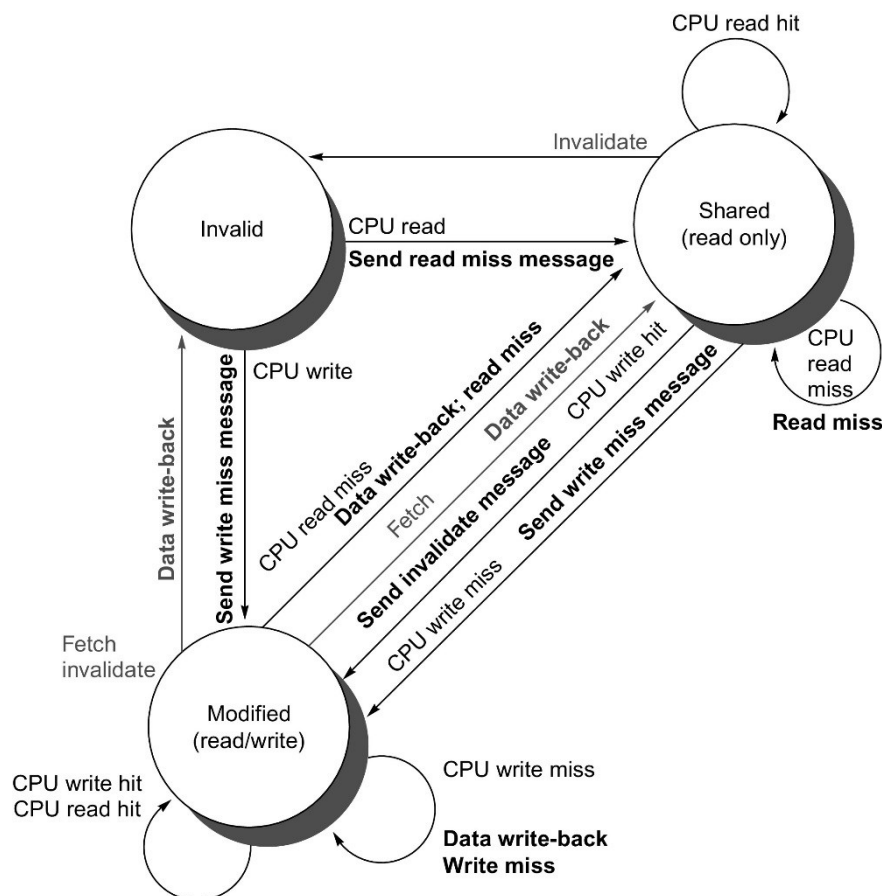 CPU read hit
Invalidate
Invalid
Shared
(read only)
CPU read
Send read miss message
CPU write
Send write miss message
Data write-back
CPU read miss
Data write-back; read miss
Fetch
Data write-back
CPU write hit
Send invalidate message
Send write miss message
CPU write miss
CPU
read
miss
Read miss
Fetch
invalidate
Modified
(read/write)
CPU write hit
CPU read hit
CPU write miss
Data write-back
Write miss